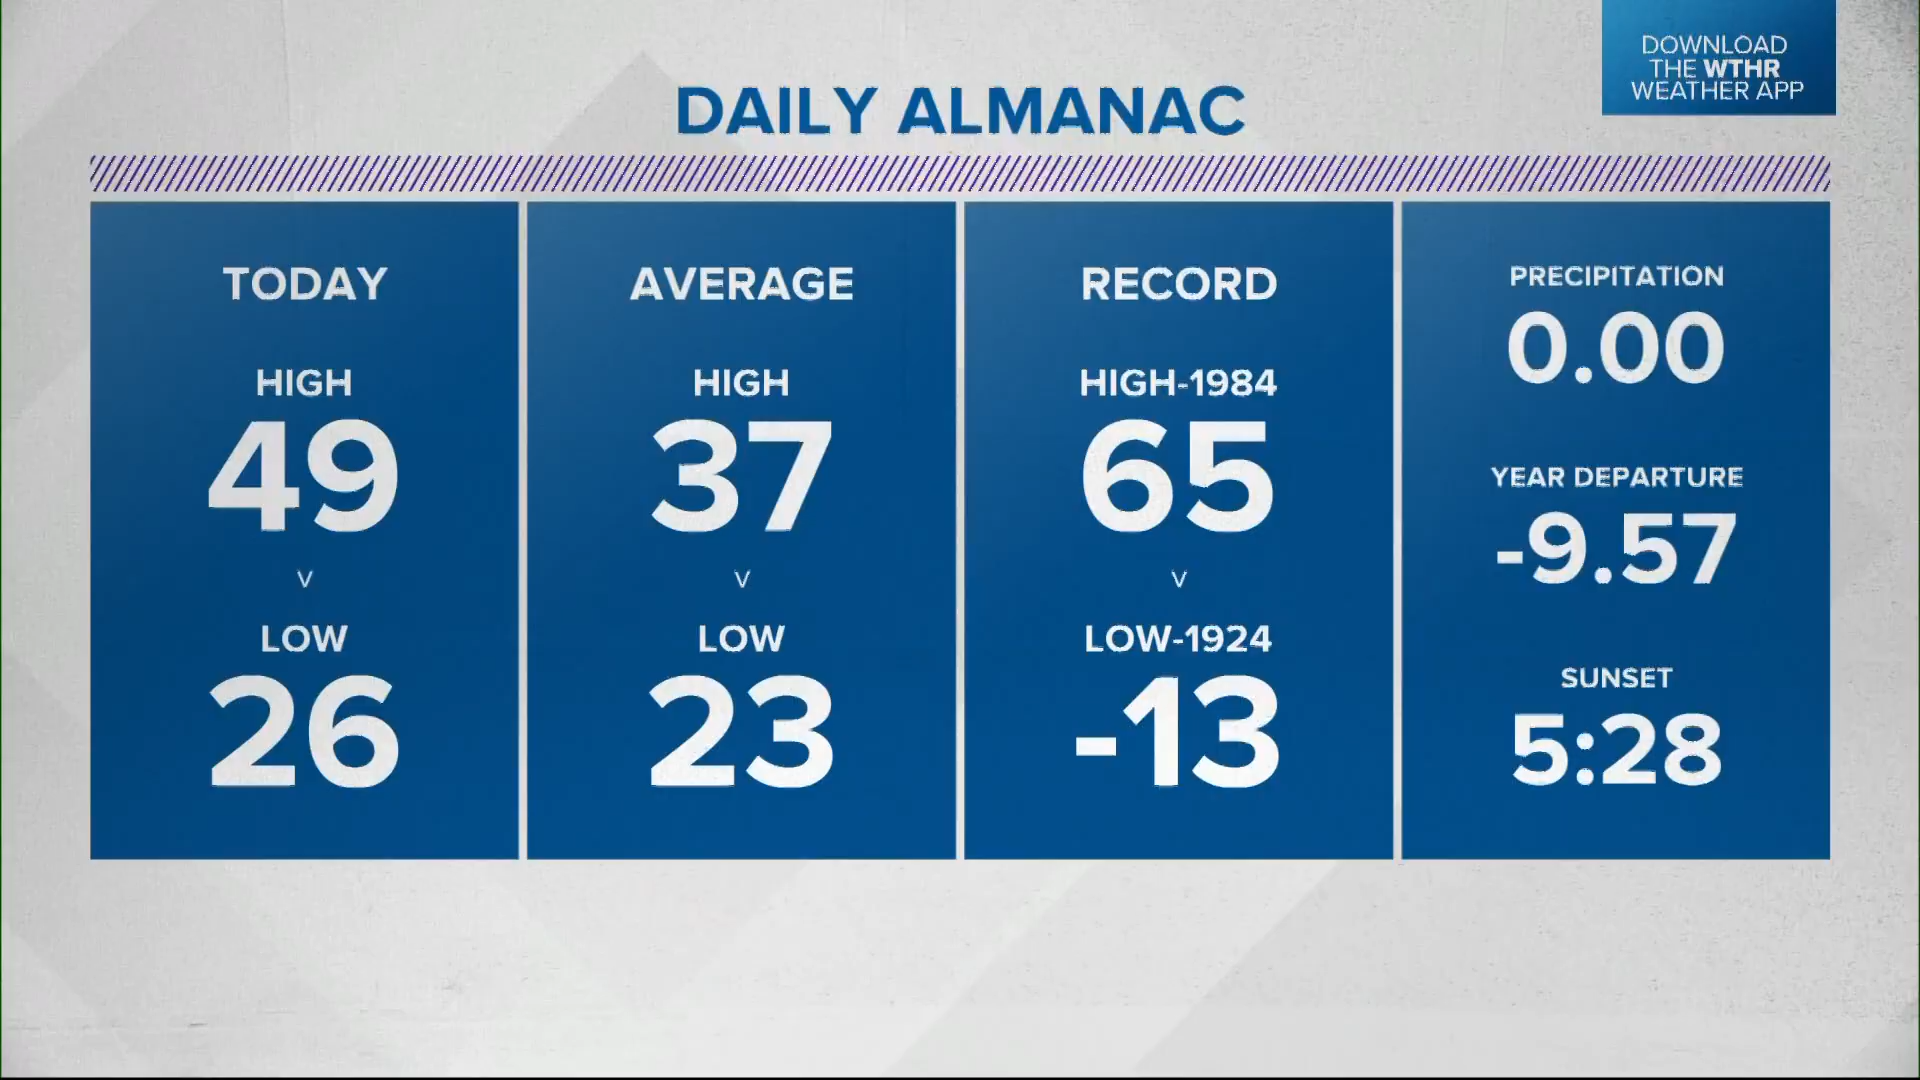 DOWNLOAD
THE WTHR
WEATHER APP
DAILY ALMANAC
TODAY
HIGH
49
v
LOW
26
AVERAGE
HIGH
37
v
LOW
23
RECORD
HIGH-1984
65
v
LOW-1924
-13
PRECIPITATION
0.00
YEAR DEPARTURE
-9.57
SUNSET
5:28